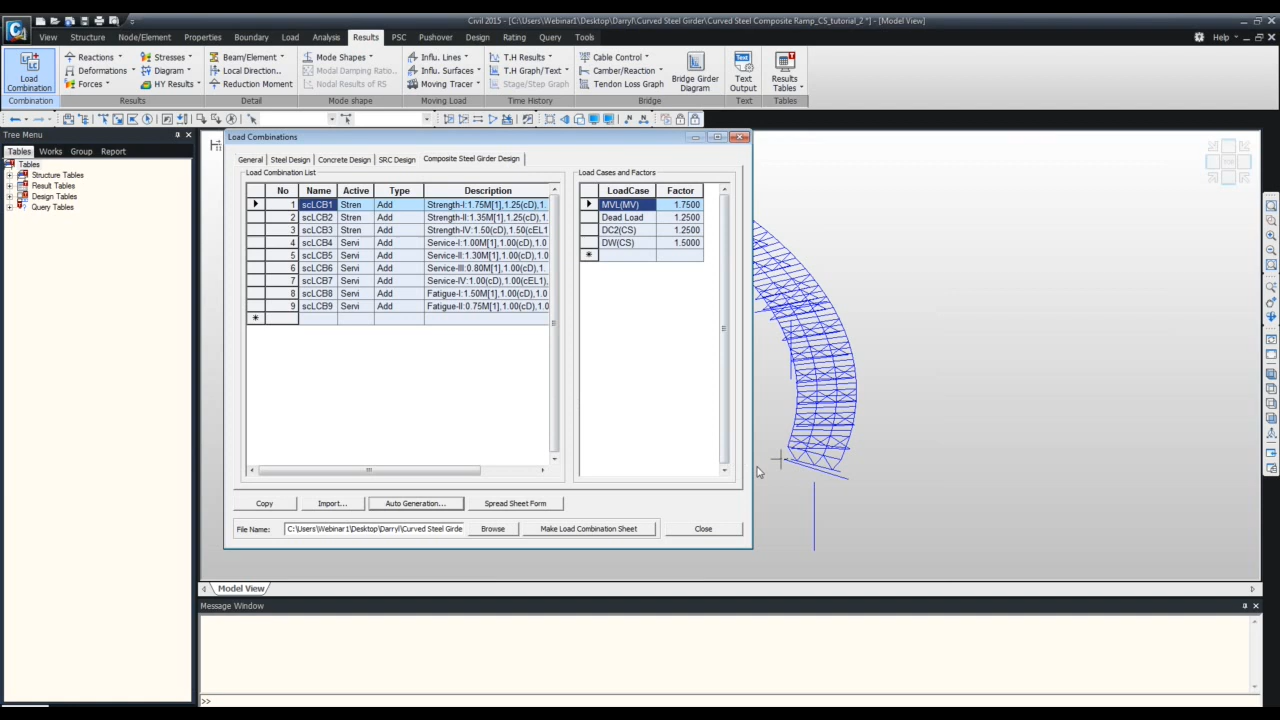 Civil 2015 - [C:\Users\Webinar1\Desktop\Darryl\Curved Steel Girder\Curved Steel Composite Ramp_CS_tutorial_2 *] - [Model View]
View Structure Node/Element Properties Boundary Load Analysis Results PSC Pushover Design Rating Query Tools Help
Load Combination
Reactions Stresses Beam/Element Mode Shapes Influ. Lines T.H Results Cable Control
Deformations Diagram Local Direction... Modal Damping Ratio... Influ. Surfaces T.H Graph/Text Camber/Reaction
Forces HY Results Reduction Moment Nodal Results of RS Moving Tracer Stage/Step Graph Tendon Loss Graph
Bridge Girder Diagram
Text Output
Results Tables
Combination Results Detail Mode shape Moving Load Time History Bridge Text Tables
Tree Menu
Tables Works Group Report
Tables
Structure Tables
Result Tables
Design Tables
Query Tables
Load Combinations
General Steel Design Concrete Design SRC Design Composite Steel Girder Design
Load Combination List
No Name Active Type Description
1 scLCB1 Stren Add Strength-I:1.75M[1],1.25(cD),1.
2 scLCB2 Stren Add Strength-II:1.35M[1],1.25(cD),1.
3 scLCB3 Stren Add Strength-IV:1.50(cD),1.50(cEL1
4 scLCB4 Servi Add Service-I:1.00M[1],1.00(cD),1.0
5 scLCB5 Servi Add Service-II:1.30M[1],1.00(cD),1.0
6 scLCB6 Servi Add Service-III:0.80M[1],1.00(cD),1.
7 scLCB7 Servi Add Service-IV:1.00(cD),1.00(cEL1),
8 scLCB8 Servi Add Fatigue-I:1.50M[1],1.00(cD),1.0
9 scLCB9 Servi Add Fatigue-II:0.75M[1],1.00(cD),1.0
Load Cases and Factors
LoadCase Factor
MVL(MV) 1.7500
Dead Load 1.2500
DC2(CS) 1.2500
DW(CS) 1.5000
Copy Import... Auto Generation... Spread Sheet Form
File Name: C:\Users\Webinar1\Desktop\Darryl\Curved Steel Girde Browse Make Load Combination Sheet Close
TOP
Model View
Message Window
>>